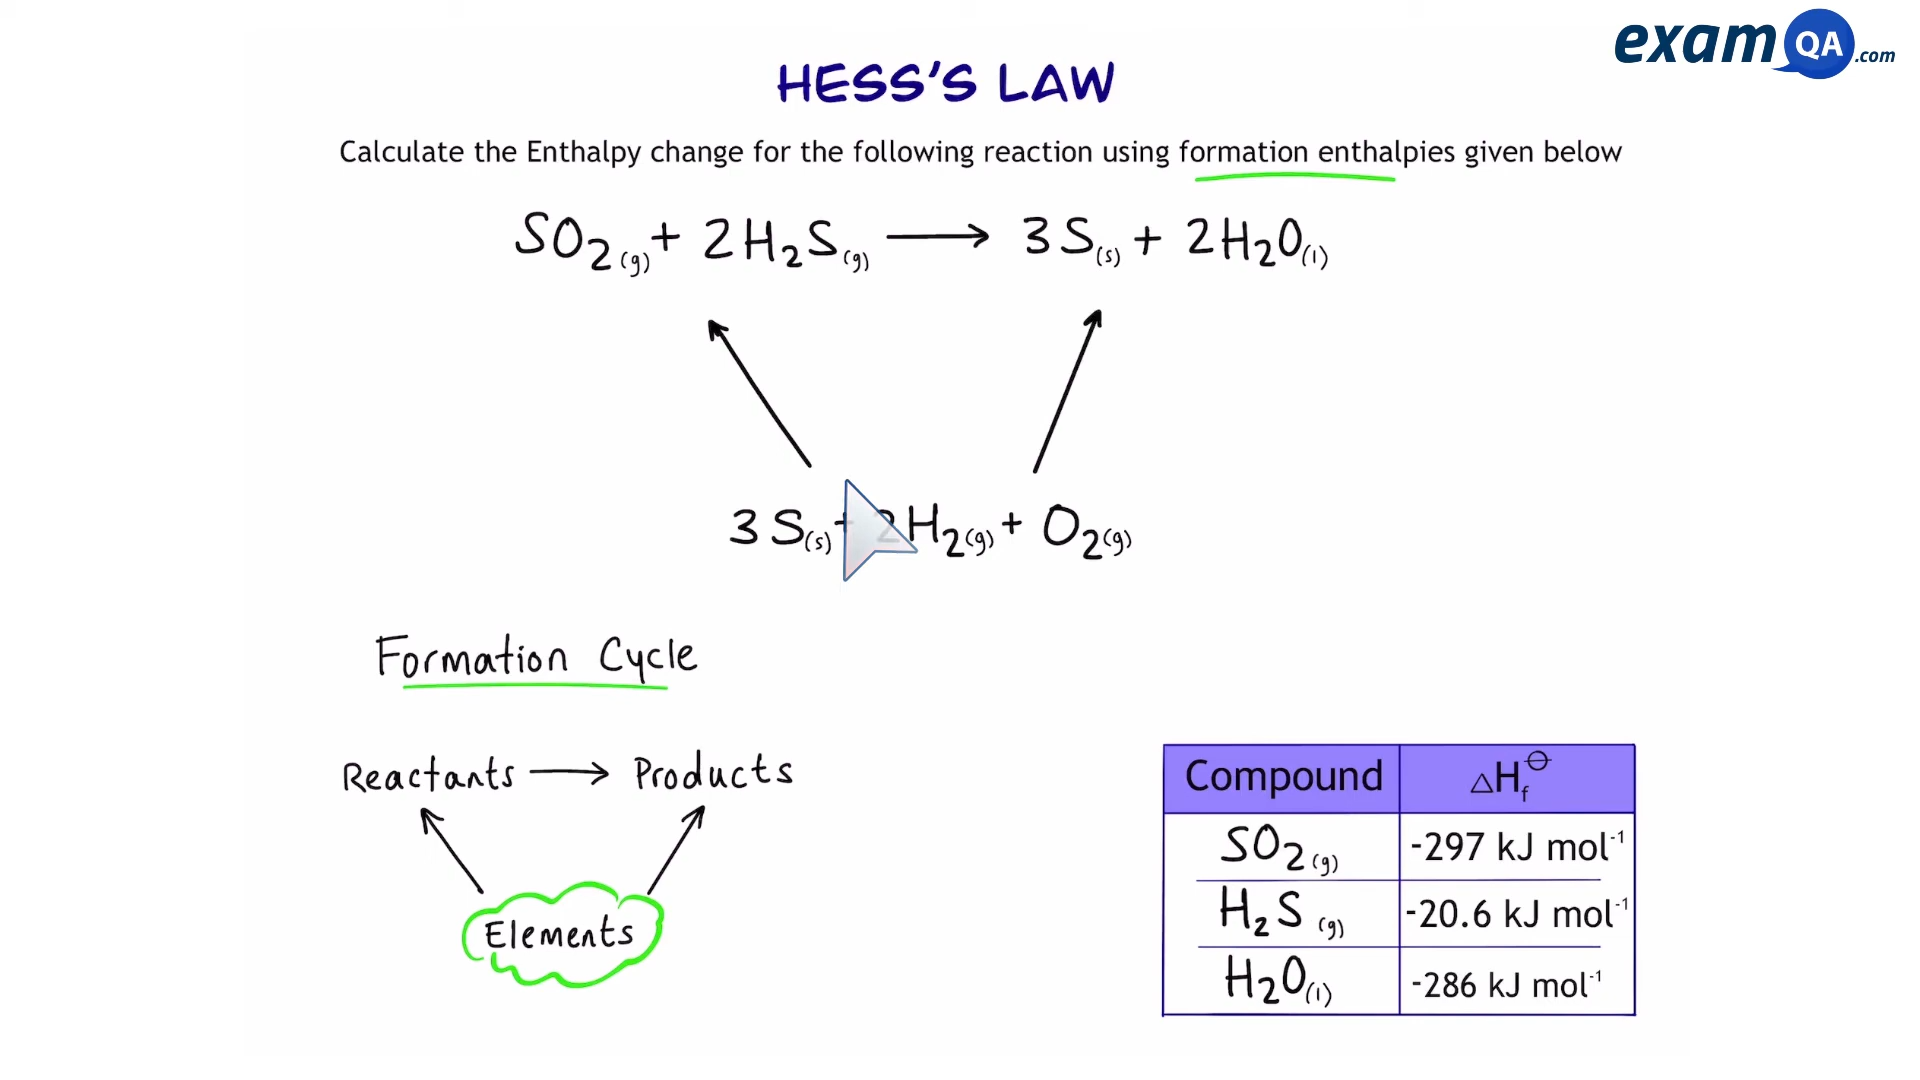 examQA.com
HESS'S LAW
Calculate the Enthalpy change for the following reaction using formation enthalpies given below
SO₂(g) + 2H₂S(g) ⟶ 3S(s) + 2H₂O(l)
3S(s) + 2H₂(g) + O₂(g)
Formation Cycle
Reactants ⟶ Products
Elements
Compound △Hf⦵
SO₂(g) -297 kJ mol⁻¹
H₂S(g) -20.6 kJ mol⁻¹
H₂O(l) -286 kJ mol⁻¹